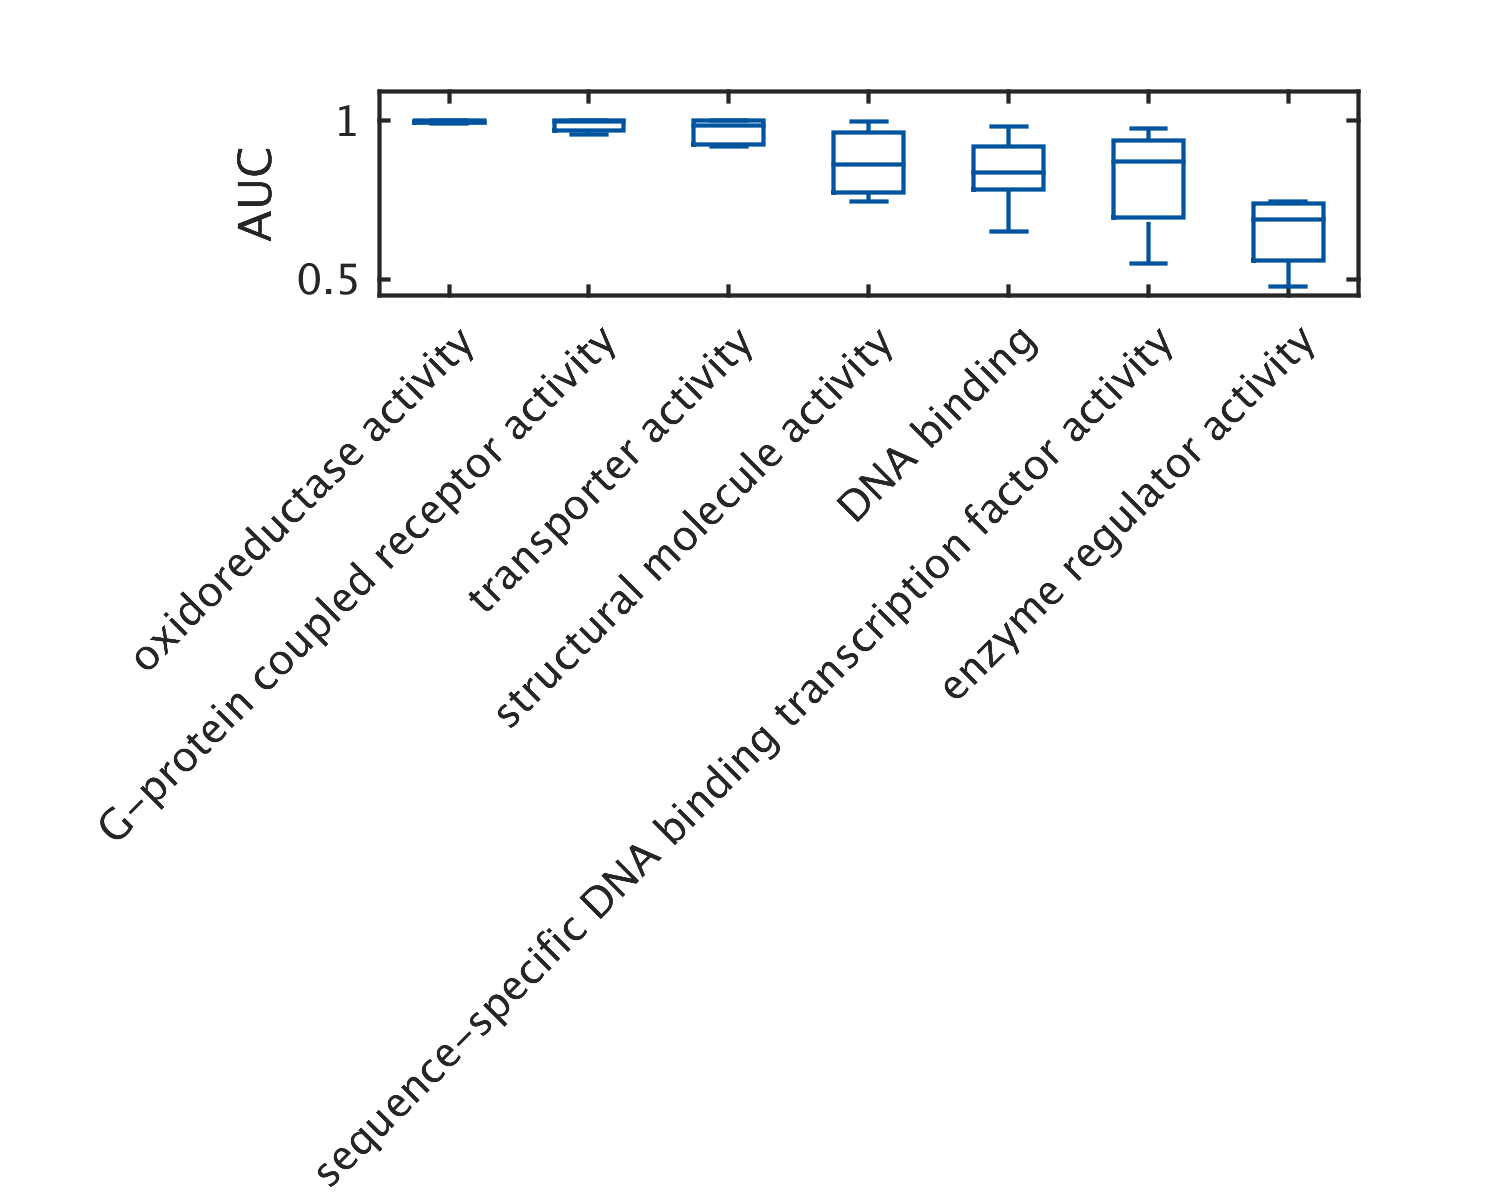 1
AUC
0.5
oxidoreductase activity
G−protein coupled receptor activity
transporter activity
structural molecule activity
DNA binding
sequence−specific DNA binding transcription factor activity
enzyme regulator activity